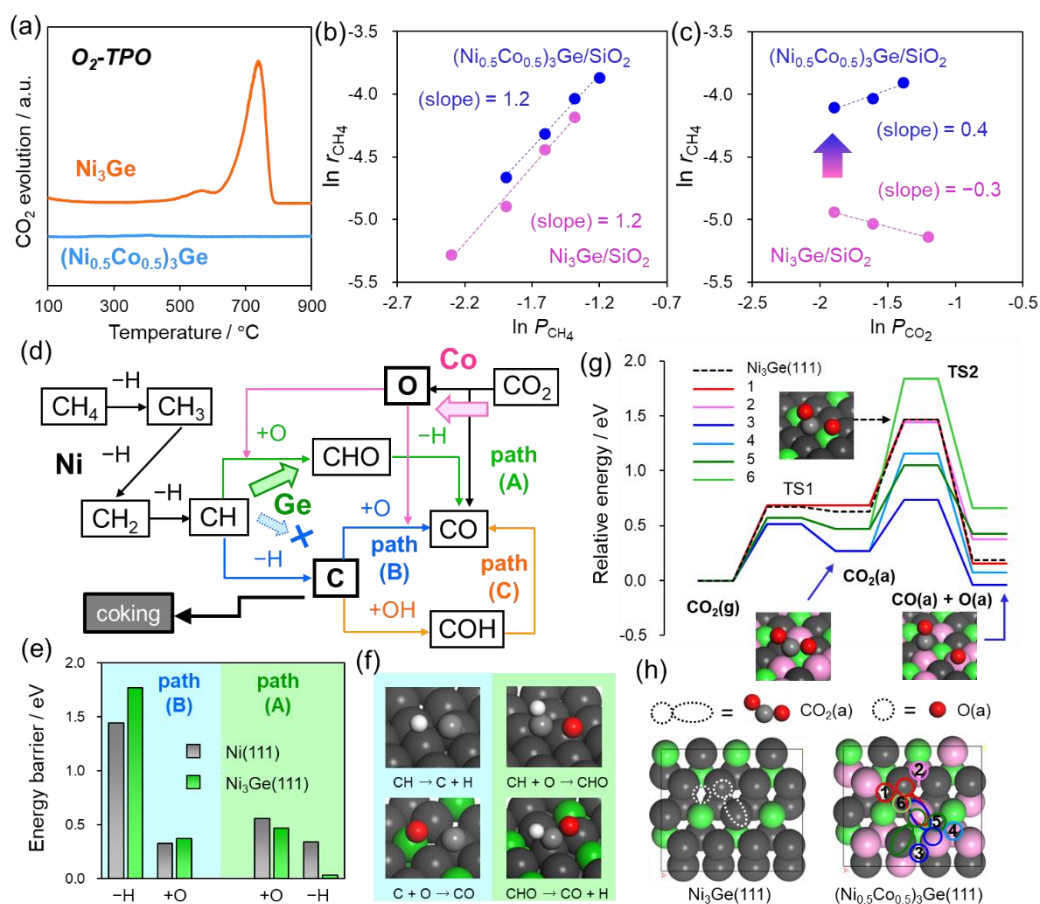 (a)
O₂-TPO
Ni₃Ge
(Ni₀.₅Co₀.₅)₃Ge
CO₂ evolution / a.u.
100 300 500 700 900
Temperature / °C
(b)
(Ni₀.₅Co₀.₅)₃Ge/SiO₂
(slope) = 1.2
(slope) = 1.2
Ni₃Ge/SiO₂
ln r_CH₄
-3.5
-4.0
-4.5
-5.0
-5.5
-2.7 -2.2 -1.7 -1.2 -0.7
ln P_CH₄
(c)
(Ni₀.₅Co₀.₅)₃Ge/SiO₂
(slope) = 0.4
(slope) = −0.3
Ni₃Ge/SiO₂
ln r_CH₄
-3.5
-4.0
-4.5
-5.0
-5.5
-2 -1.5 -1 -0.5
ln P_CO₂
(d)
Co
CH₄
−H
CH₃
O
CO₂
−H
Ni
+O
−H
CHO
path
(A)
CH₂
−H
CH
Ge
+O
CO
−H
path
(B)
path
(C)
C
+OH
COH
coking
(e)
Energy barrier / eV
2.0
1.5
1.0
0.5
0.0
path
(B)
path
(A)
Ni(111)
Ni₃Ge(111)
−H +O +O −H
(f)
CH → C + H
CH + O → CHO
C + O → CO
CHO → CO + H
(g)
Relative energy / eV
2.0
1.5
1.0
0.5
0.0
-0.5
Ni₃Ge(111)
1
2
3
4
5
6
TS1
TS2
CO₂(g)
CO₂(a)
CO(a) + O(a)
(h)
= CO₂(a)
= O(a)
1
2
6
5
4
3
Ni₃Ge(111)
(Ni₀.₅Co₀.₅)₃Ge(111)